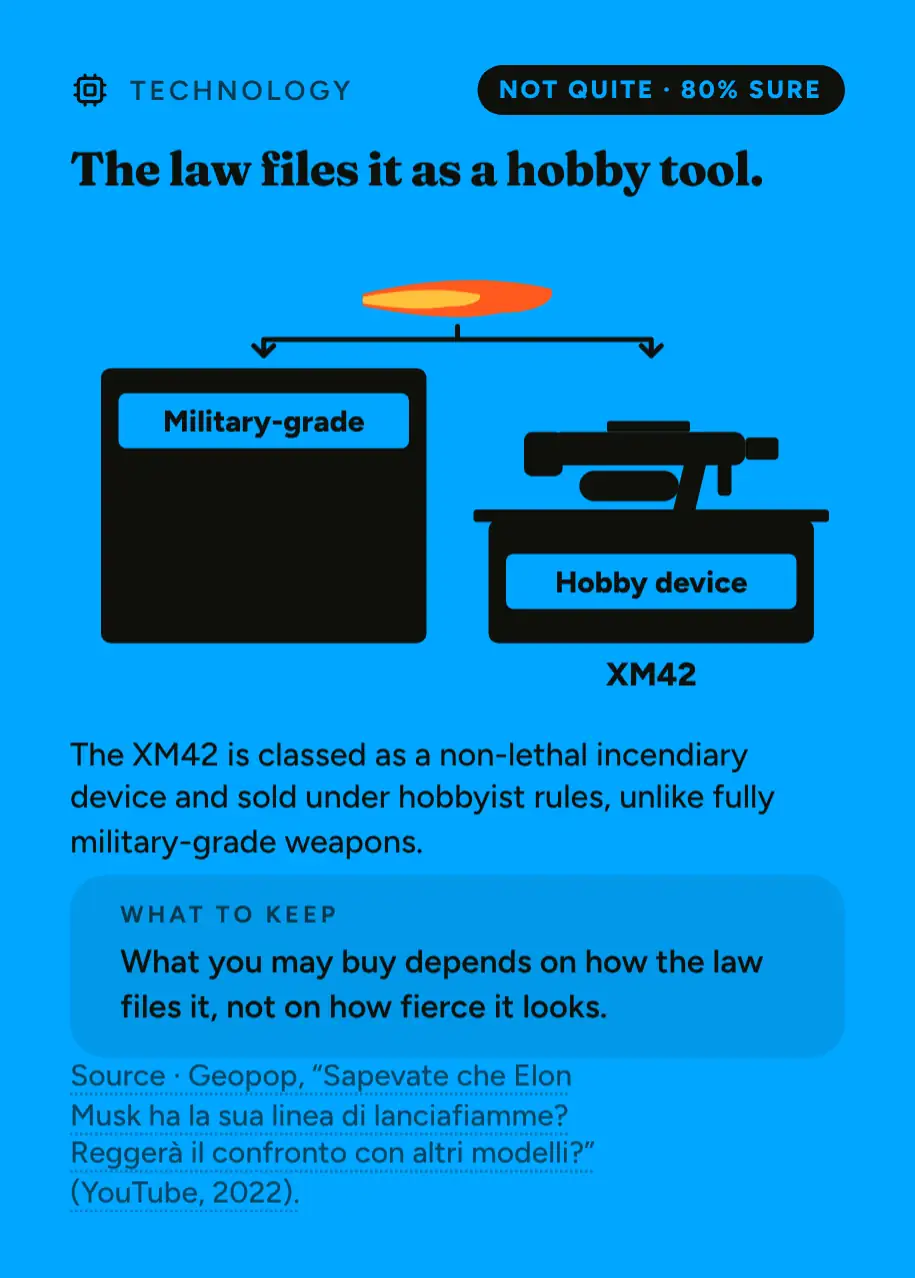 TECHNOLOGY
NOT QUITE · 80% SURE
The law files it as a hobby tool.
Military-grade
Hobby device
XM42
The XM42 is classed as a non-lethal incendiary
device and sold under hobbyist rules, unlike fully
military-grade weapons.
WHAT TO KEEP
What you may buy depends on how the law
files it, not on how fierce it looks.
Source · Geopop, “Sapevate che Elon
Musk ha la sua linea di lanciafiamme?
Reggerà il confronto con altri modelli?”
(YouTube, 2022).